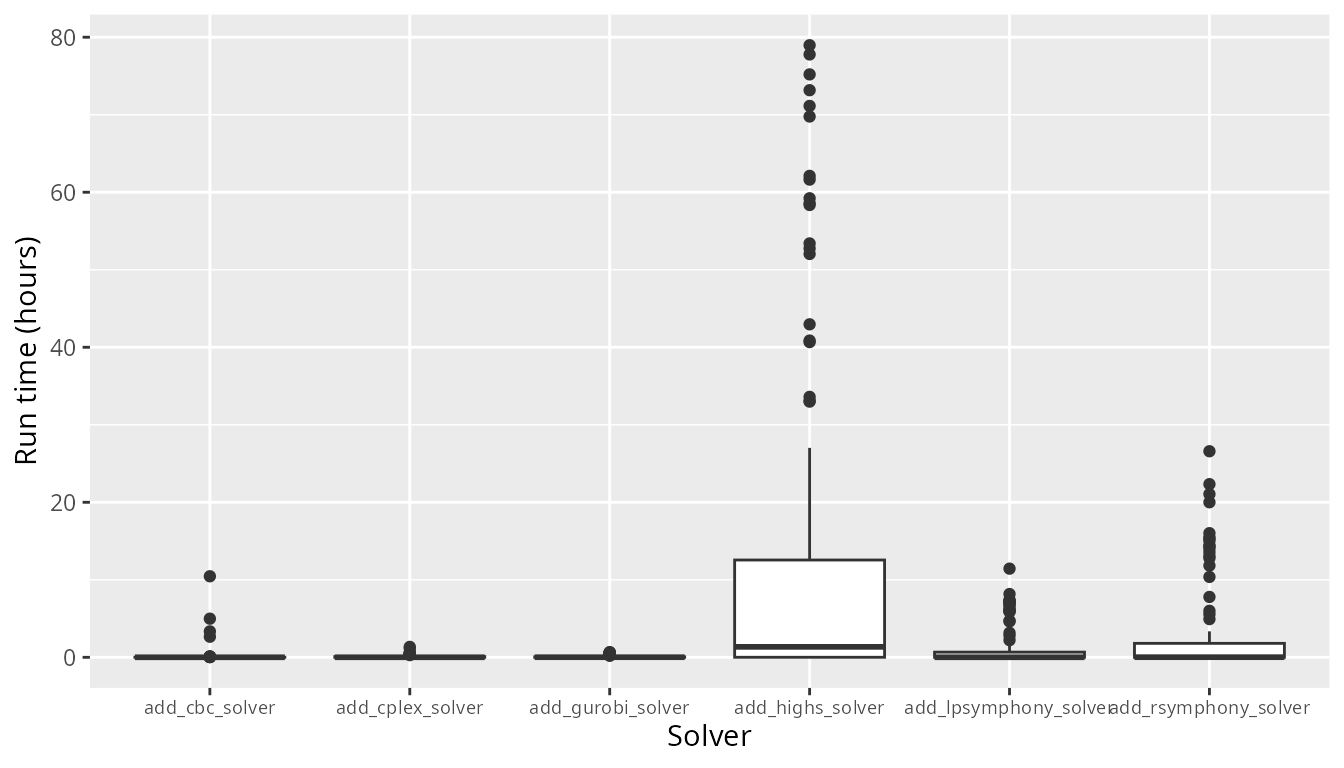 80
60
40
20
0
Run time (hours)
add_cbc_solver add_cplex_solver add_gurobi_solver add_highs_solver add_lpsymphony_solver add_rsymphony_solver
Solver